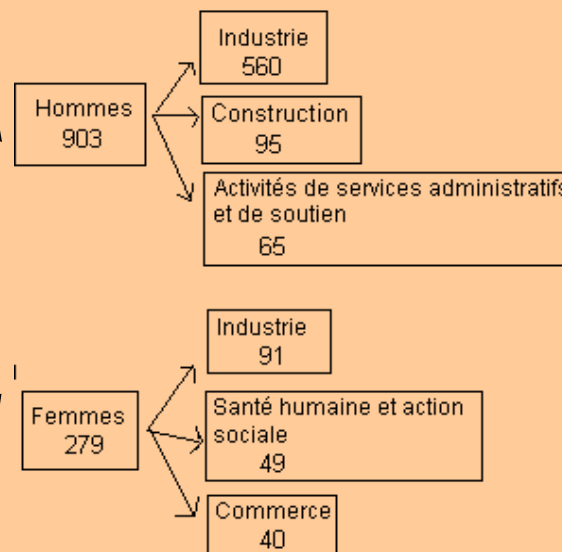 Industrie
560
Hommes
903
Construction
95
Activités de services administratifs
et de soutien
65
Industrie
91
Femmes
279
Santé humaine et action
sociale
49
Commerce
40